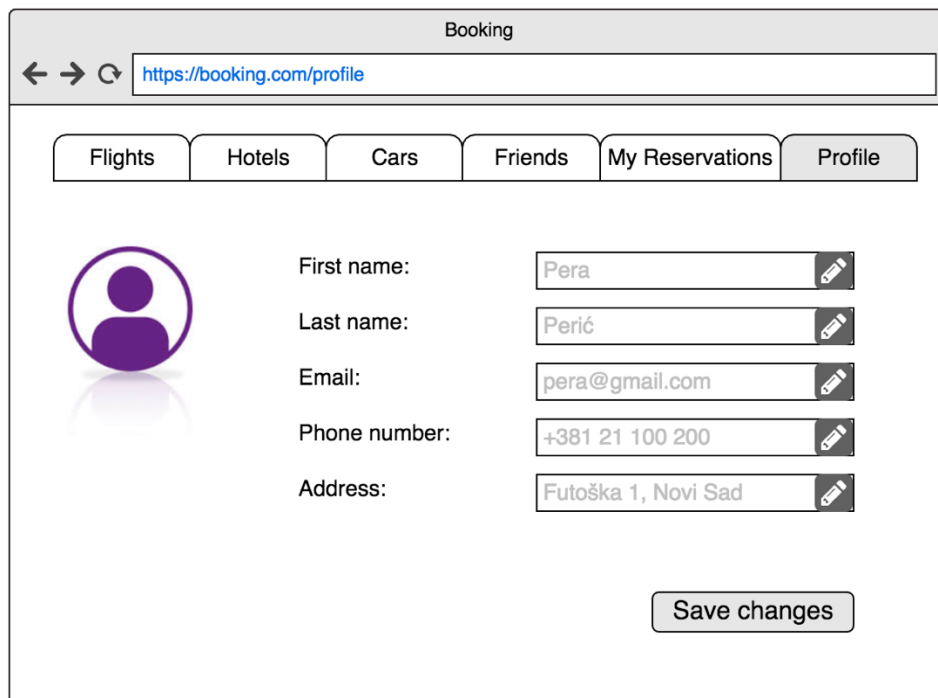 Booking
https://booking.com/profile
Flights Hotels Cars Friends My Reservations Profile
First name: Pera
Last name: Perić
Email: pera@gmail.com
Phone number: +381 21 100 200
Address: Futoška 1, Novi Sad
Save changes